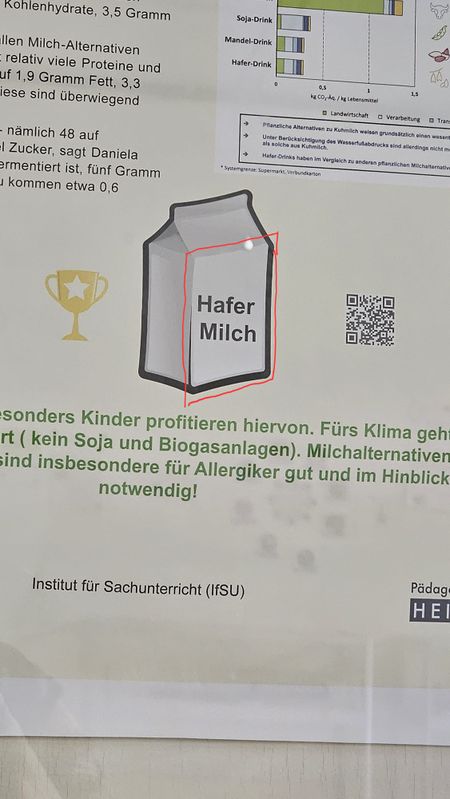 Kohlenhydrate, 3,5 Gramm
llen Milch-Alternativen
relativ viele Proteine und
uf 1,9 Gramm Fett, 3,3
iese sind überwiegend
- nämlich 48 auf
el Zucker, sagt Daniela
ermentiert ist, fünf Gramm
u kommen etwa 0,6
Soja-Drink
Mandel-Drink
Hafer-Drink
0 0,5 1 1,5
kg CO₂-Äq. / kg Lebensmittel
Landwirtschaft Verarbeitung Tran
Pflanzliche Alternativen zu Kuhmilch weisen grundsätzlich einen wesent
Unter Berücksichtigung des Wasserfußabdrucks sind allerdings nicht m
als solche aus Kuhmilch.
Hafer-Drinks haben im Vergleich zu anderen pflanzlichen Milchalternative
* Systemgrenze: Supermarkt, Verbundkarton
Hafer
Milch
esonders Kinder profitieren hiervon. Fürs Klima geht
rt ( kein Soja und Biogasanlagen). Milchalternativen
sind insbesondere für Allergiker gut und im Hinblick
notwendig!
Institut für Sachunterricht (IfSU)
Pädag
HEI